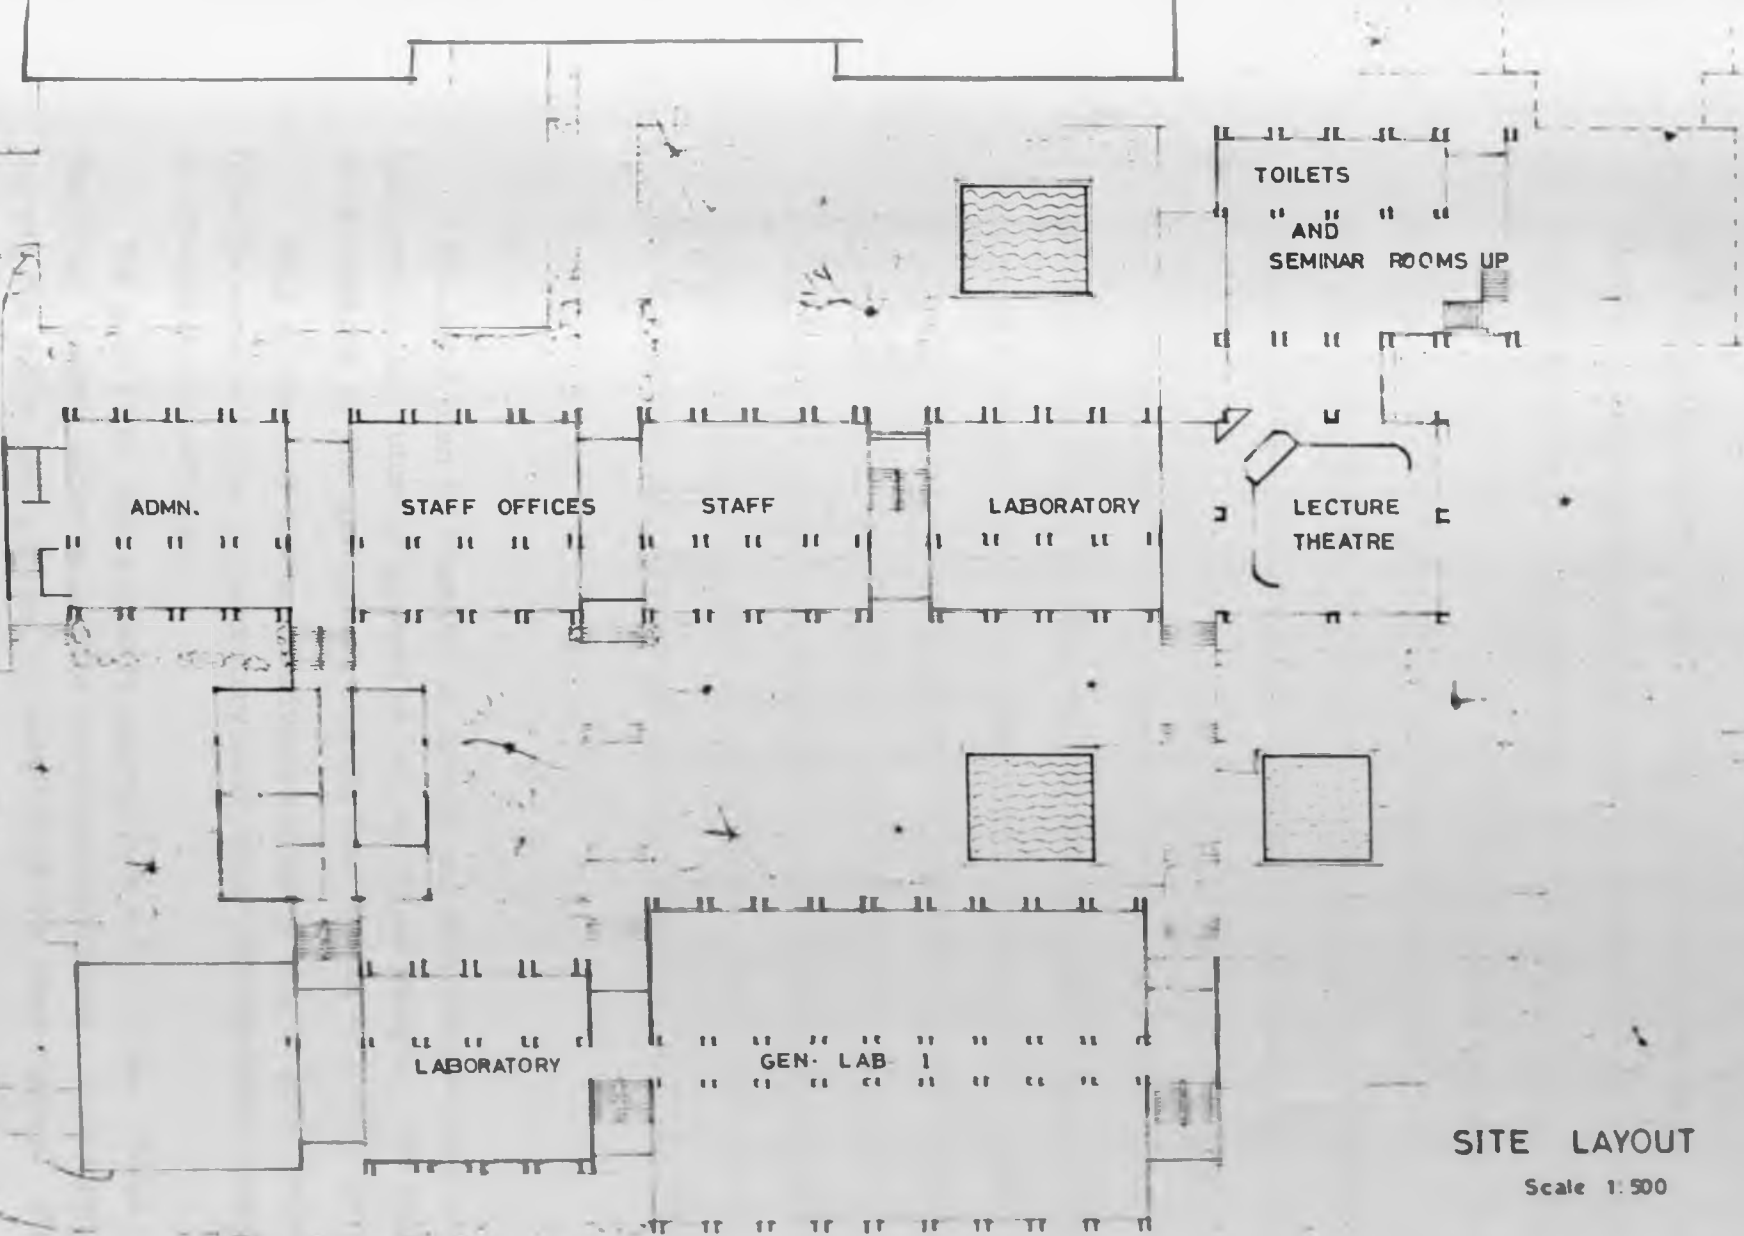 TOILETS
AND
SEMINAR ROOMS UP
ADMN.
STAFF OFFICES
STAFF
LABORATORY
LECTURE
THEATRE
LABORATORY
GEN. LAB 1
SITE LAYOUT
Scale 1:500